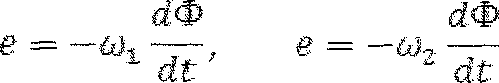 e = -ω₁ dΦ/dt, e = -ω₂ dΦ/dt